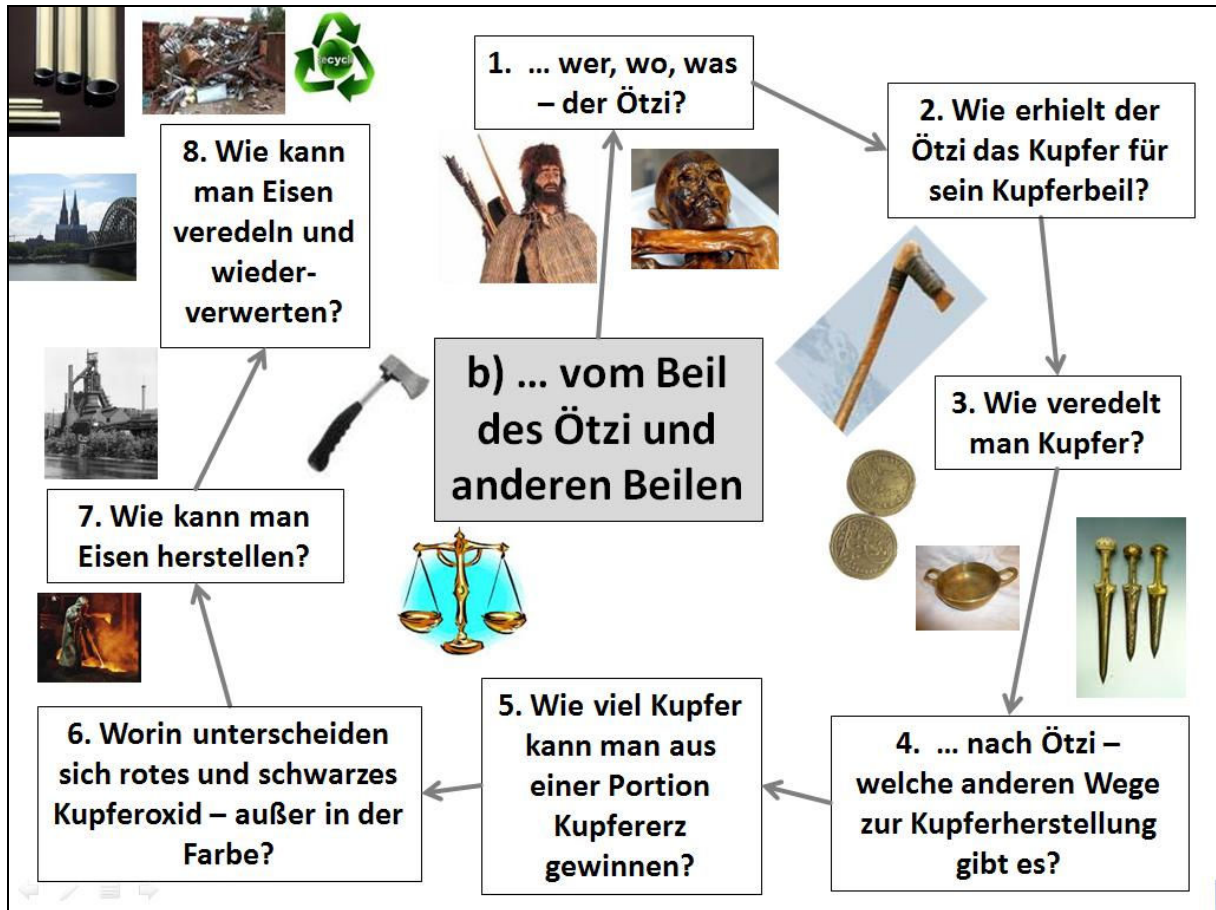 1. ... wer, wo, was
– der Ötzi?
2. Wie erhielt der
Ötzi das Kupfer für
sein Kupferbeil?
8. Wie kann
man Eisen
veredeln und
wieder-
verwerten?
b) ... vom Beil
des Ötzi und
anderen Beilen
3. Wie veredelt
man Kupfer?
7. Wie kann man
Eisen herstellen?
6. Worin unterscheiden
sich rotes und schwarzes
Kupferoxid – außer in der
Farbe?
5. Wie viel Kupfer
kann man aus
einer Portion
Kupfererz
gewinnen?
4. ... nach Ötzi –
welche anderen Wege
zur Kupferherstellung
gibt es?